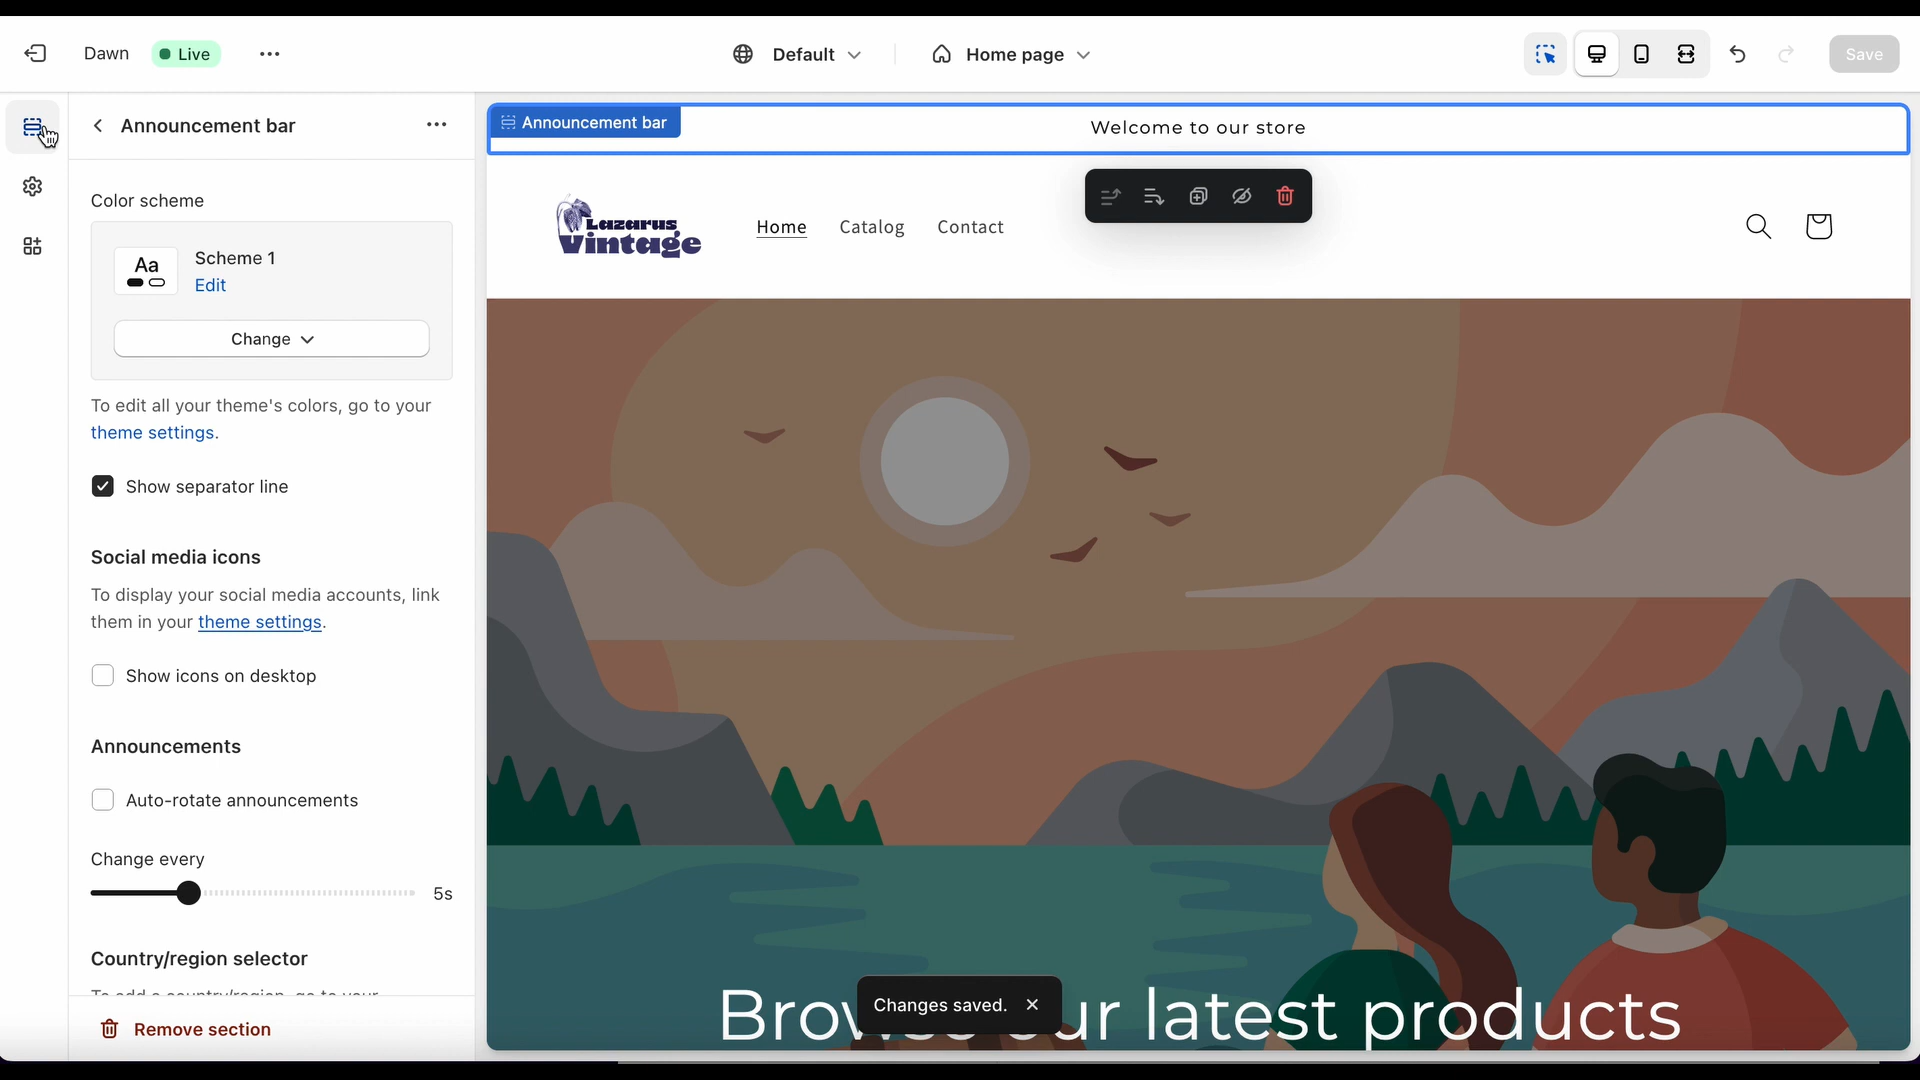 Dawn
Live
Default
Home page
Save
Announcement bar
Color scheme
Aa
Scheme 1
Edit
Change
To edit all your theme's colors, go to your
theme settings.
Show separator line
Social media icons
To display your social media accounts, link
them in your theme settings.
Show icons on desktop
Announcements
Auto-rotate announcements
Change every
5s
Country/region selector
Remove section
Announcement bar
Welcome to our store
Lazarus
Vintage
Home
Catalog
Contact
Changes saved.
latest products